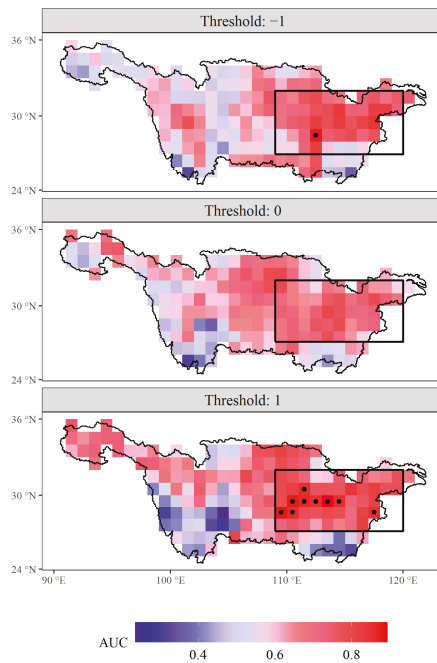 Threshold: −1
36 °N
30 °N
24 °N
Threshold: 0
36 °N
30 °N
24 °N
Threshold: 1
36 °N
30 °N
24 °N
90 °E 100 °E 110 °E 120 °E
AUC
0.4 0.6 0.8